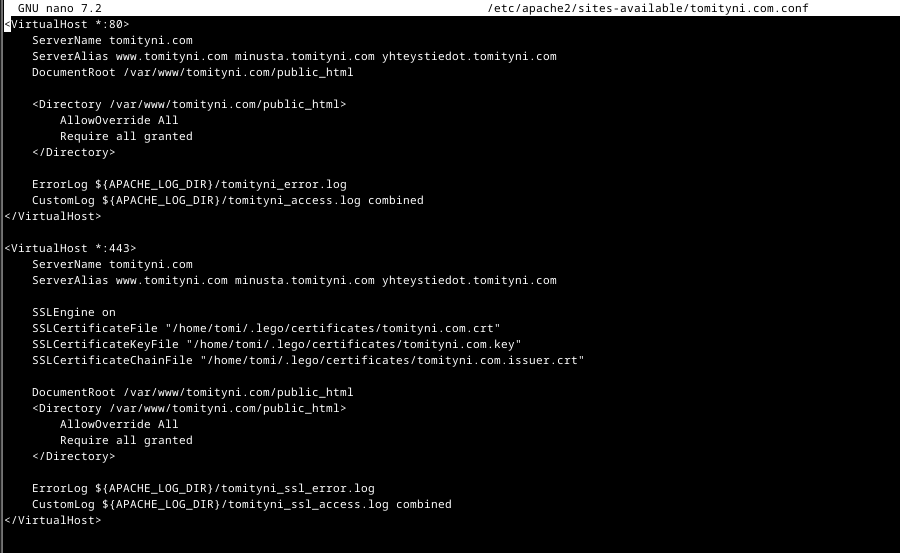 GNU nano 7.2 /etc/apache2/sites-available/tomityni.com.conf
<VirtualHost *:80>
    ServerName tomityni.com
    ServerAlias www.tomityni.com minusta.tomityni.com yhteystiedot.tomityni.com
    DocumentRoot /var/www/tomityni.com/public_html

    <Directory /var/www/tomityni.com/public_html>
        AllowOverride All
        Require all granted
    </Directory>

    ErrorLog ${APACHE_LOG_DIR}/tomityni_error.log
    CustomLog ${APACHE_LOG_DIR}/tomityni_access.log combined
</VirtualHost>

<VirtualHost *:443>
    ServerName tomityni.com
    ServerAlias www.tomityni.com minusta.tomityni.com yhteystiedot.tomityni.com

    SSLEngine on
    SSLCertificateFile "/home/tomi/.lego/certificates/tomityni.com.crt"
    SSLCertificateKeyFile "/home/tomi/.lego/certificates/tomityni.com.key"
    SSLCertificateChainFile "/home/tomi/.lego/certificates/tomityni.com.issuer.crt"

    DocumentRoot /var/www/tomityni.com/public_html
    <Directory /var/www/tomityni.com/public_html>
        AllowOverride All
        Require all granted
    </Directory>

    ErrorLog ${APACHE_LOG_DIR}/tomityni_ssl_error.log
    CustomLog ${APACHE_LOG_DIR}/tomityni_ssl_access.log combined
</VirtualHost>